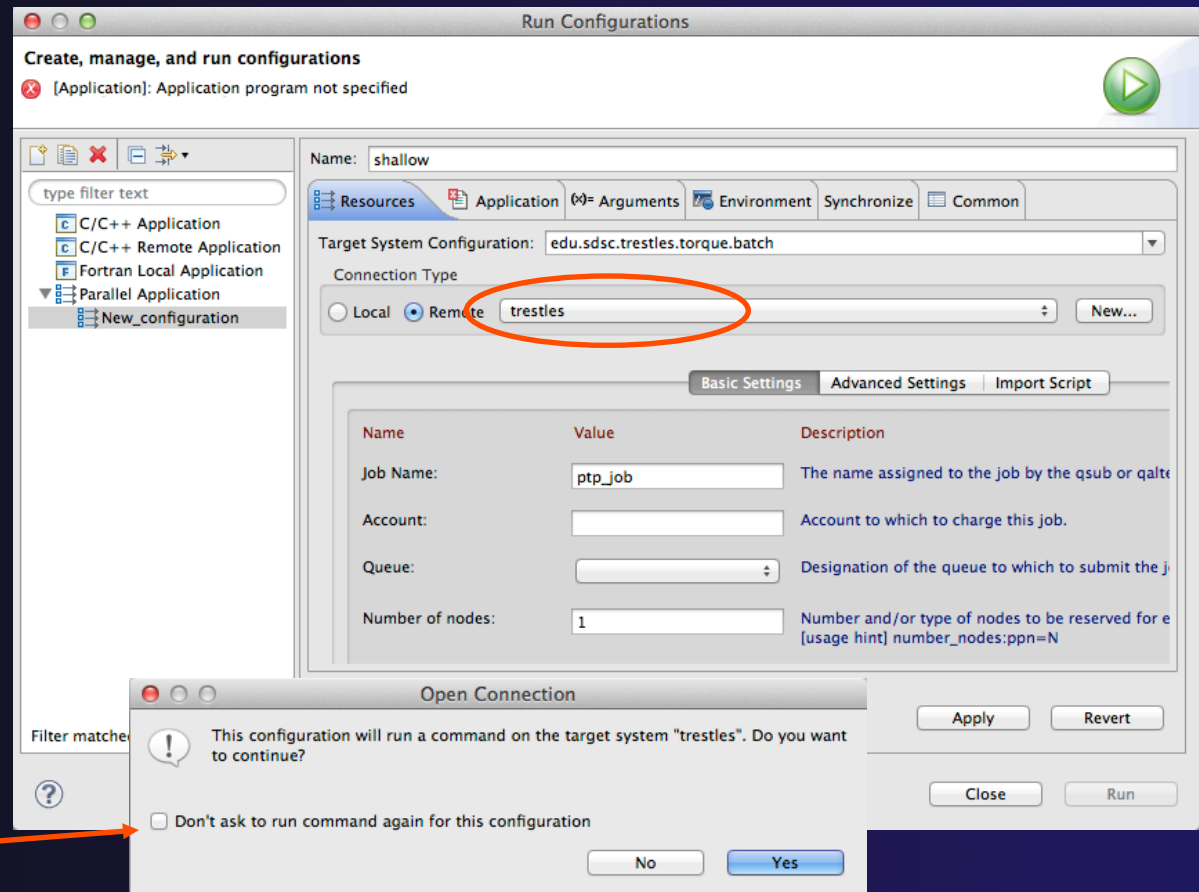 Run Configurations
Create, manage, and run configurations
[Application]: Application program not specified
Name: shallow
type filter text
C/C++ Application
C/C++ Remote Application
Fortran Local Application
Parallel Application
New_configuration
Filter matche
Resources Application (x)= Arguments Environment Synchronize Common
Target System Configuration: edu.sdsc.trestles.torque.batch
Connection Type
Local Remote trestles New...
Basic Settings Advanced Settings Import Script
Name Value Description
Job Name: ptp_job The name assigned to the job by the qsub or qalte
Account: Account to which to charge this job.
Queue: Designation of the queue to which to submit the j
Number of nodes: 1 Number and/or type of nodes to be reserved for e
[usage hint] number_nodes:ppn=N
Apply Revert
Close Run
Open Connection
This configuration will run a command on the target system "trestles". Do you want
to continue?
Don't ask to run command again for this configuration
No Yes